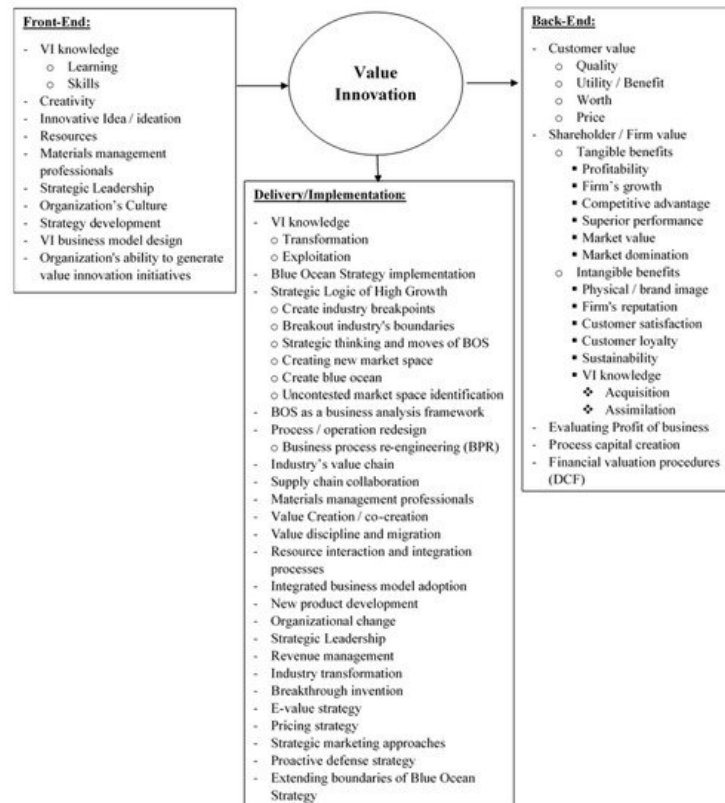 Front-End:
- VI knowledge
o Learning
o Skills
- Creativity
- Innovative Idea / ideation
- Resources
- Materials management
professionals
- Strategic Leadership
- Organization's Culture
- Strategy development
- VI business model design
- Organization's ability to generate
value innovation initiatives
Value
Innovation
Delivery/Implementation:
- VI knowledge
o Transformation
o Exploitation
- Blue Ocean Strategy implementation
- Strategic Logic of High Growth
o Create industry breakpoints
o Breakout industry's boundaries
o Strategic thinking and moves of BOS
o Creating new market space
o Create blue ocean
o Uncontested market space identification
- BOS as a business analysis framework
- Process / operation redesign
o Business process re-engineering (BPR)
- Industry's value chain
- Supply chain collaboration
- Materials management professionals
- Value Creation / co-creation
- Value discipline and migration
- Resource interaction and integration
processes
- Integrated business model adoption
- New product development
- Organizational change
- Strategic Leadership
- Revenue management
- Industry transformation
- Breakthrough invention
- E-value strategy
- Pricing strategy
- Strategic marketing approaches
- Proactive defense strategy
- Extending boundaries of Blue Ocean
Strategy
Back-End:
- Customer value
o Quality
o Utility / Benefit
o Worth
o Price
- Shareholder / Firm value
o Tangible benefits
▪ Profitability
▪ Firm's growth
▪ Competitive advantage
▪ Superior performance
▪ Market value
▪ Market domination
o Intangible benefits
▪ Physical / brand image
▪ Firm's reputation
▪ Customer satisfaction
▪ Customer loyalty
▪ Sustainability
▪ VI knowledge
❖ Acquisition
❖ Assimilation
- Evaluating Profit of business
- Process capital creation
- Financial valuation procedures
(DCF)